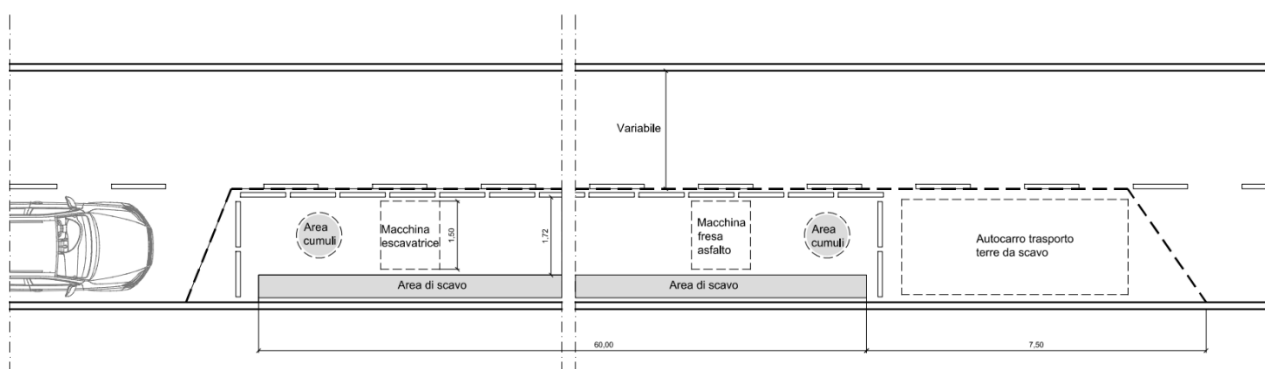 Variabile
Area
cumuli
Macchina
escavatrice
1,50
1,72
Macchina
fresa
asfalto
Area
cumuli
Autocarro trasporto
terre da scavo
Area di scavo
Area di scavo
60,00
7,50